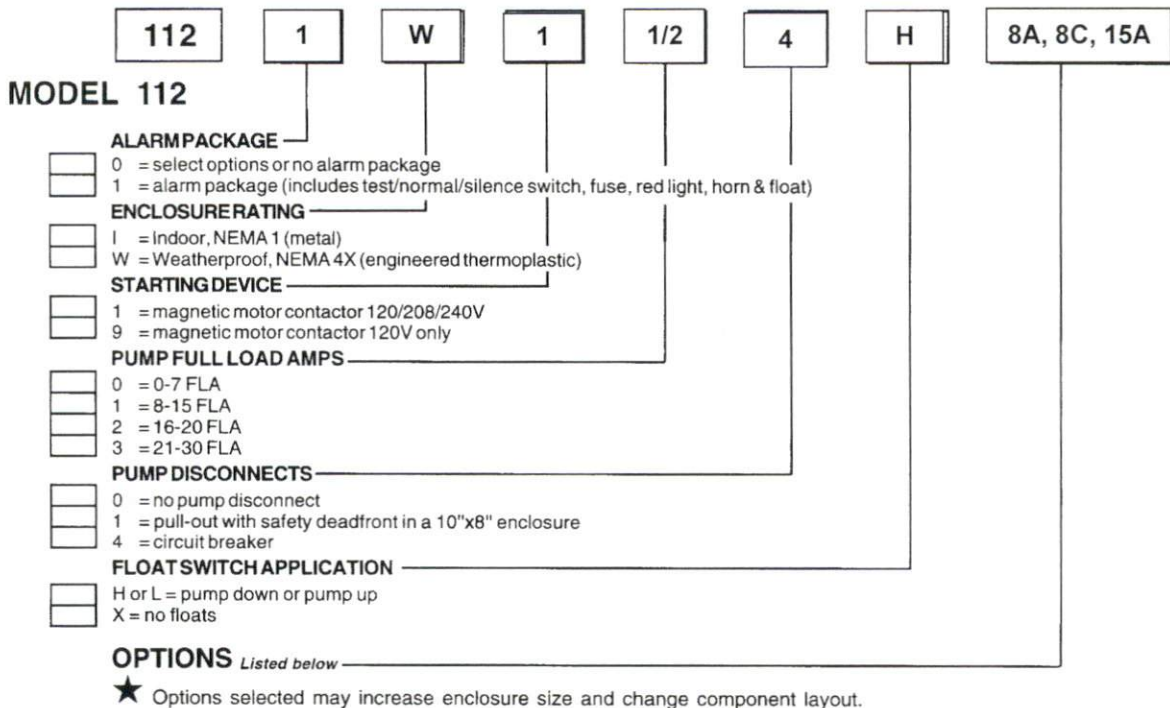 112 1 W 1 1/2 4 H 8A, 8C, 15A
MODEL 112
ALARM PACKAGE
0 = select options or no alarm package
1 = alarm package (includes test/normal/silence switch, fuse, red light, horn & float)
ENCLOSURE RATING
I = Indoor, NEMA 1 (metal)
W = Weatherproof, NEMA 4X (engineered thermoplastic)
STARTING DEVICE
1 = magnetic motor contactor 120/208/240V
9 = magnetic motor contactor 120V only
PUMP FULL LOAD AMPS
0 = 0-7 FLA
1 = 8-15 FLA
2 = 16-20 FLA
3 = 21-30 FLA
PUMP DISCONNECTS
0 = no pump disconnect
1 = pull-out with safety deadfront in a 10"x8" enclosure
4 = circuit breaker
FLOAT SWITCH APPLICATION
H or L = pump down or pump up
X = no floats
OPTIONS Listed below
★ Options selected may increase enclosure size and change component layout.